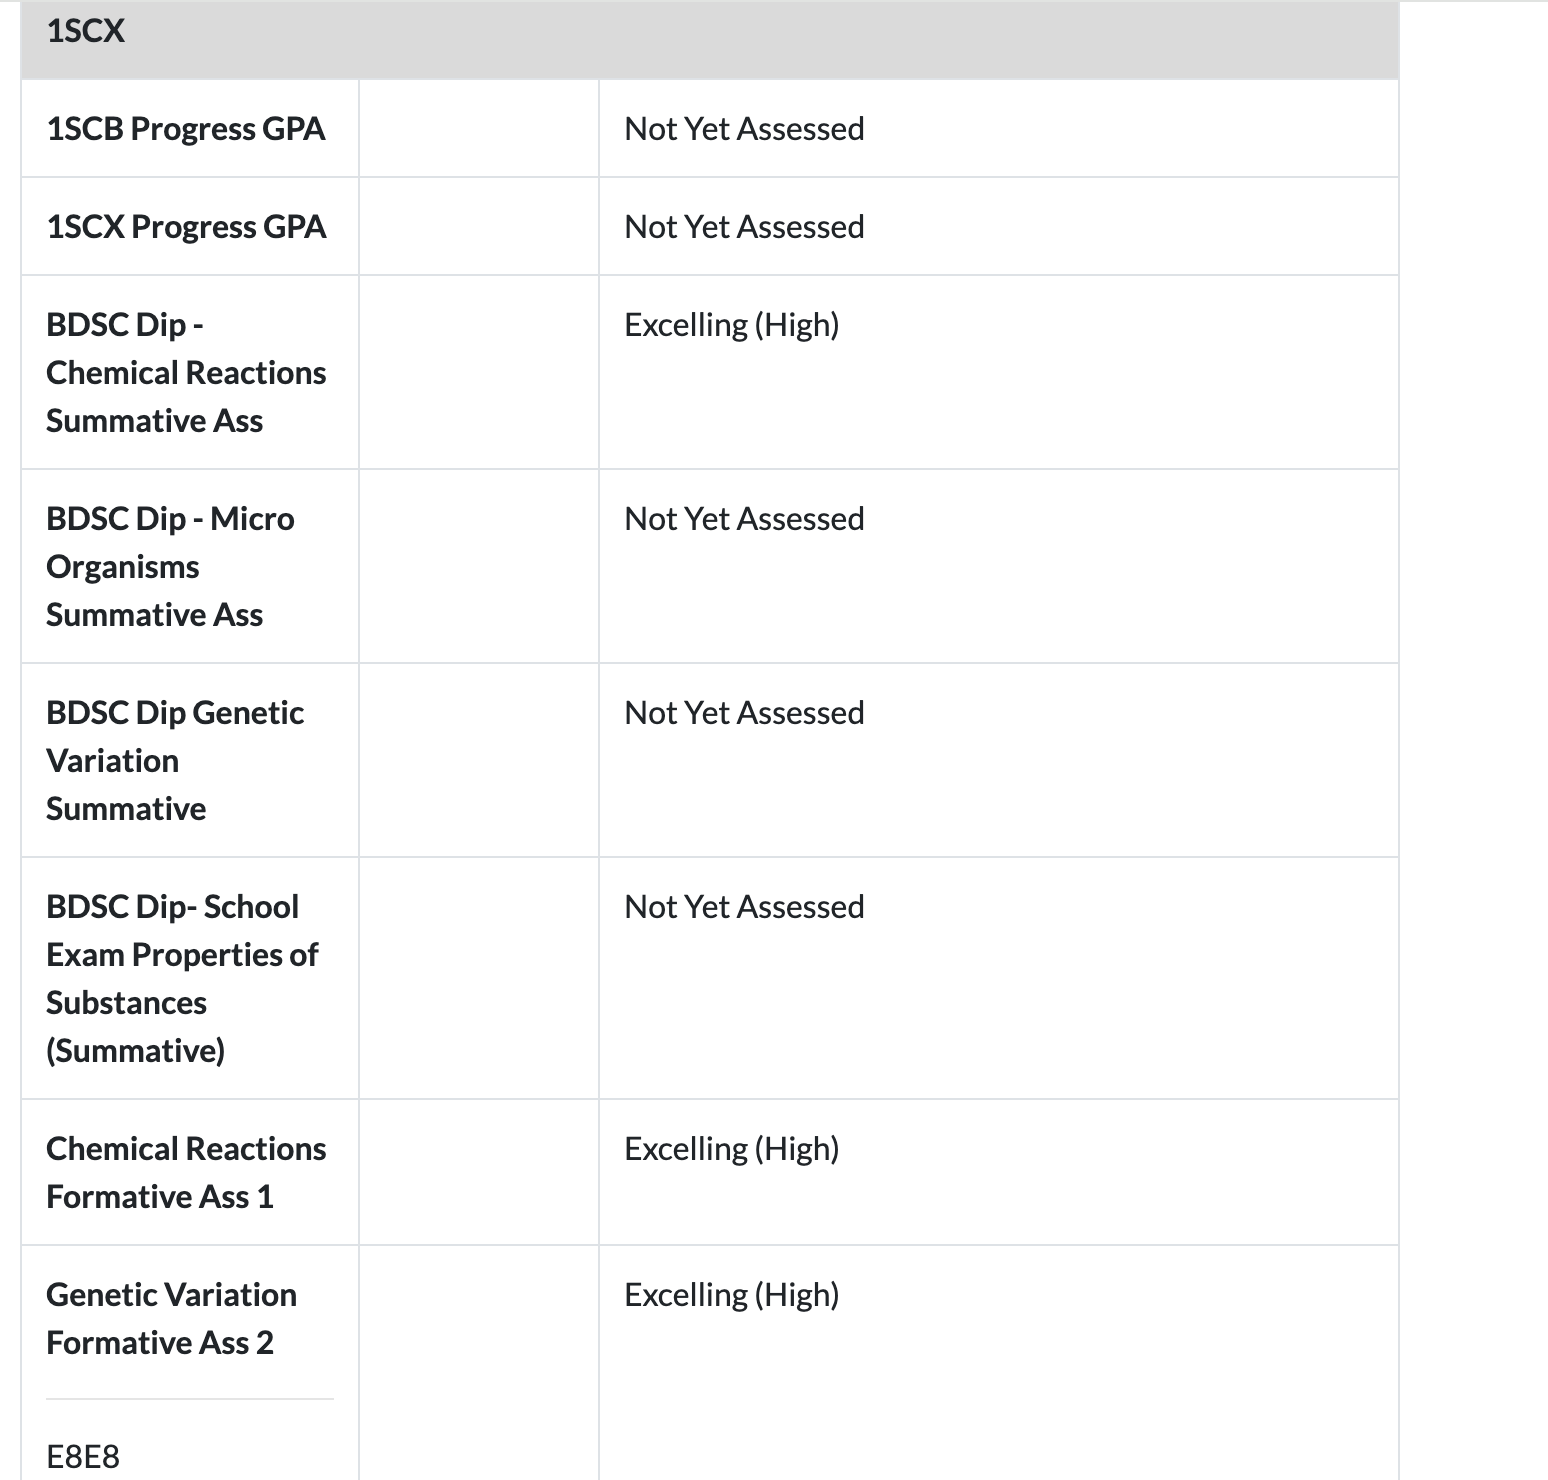 1SCX
1SCB Progress GPA
Not Yet Assessed
1SCX Progress GPA
Not Yet Assessed
BDSC Dip -
Chemical Reactions
Summative Ass
Excelling (High)
BDSC Dip - Micro
Organisms
Summative Ass
Not Yet Assessed
BDSC Dip Genetic
Variation
Summative
Not Yet Assessed
BDSC Dip- School
Exam Properties of
Substances
(Summative)
Not Yet Assessed
Chemical Reactions
Formative Ass 1
Excelling (High)
Genetic Variation
Formative Ass 2
Excelling (High)
E8E8